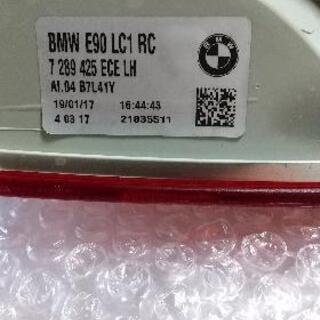 BMW E90 LC1 RC
7 289 425 ECE LH
AI.04 B7L41Y
19/01/17 16:44:43
4 03 17 21835511
BMW